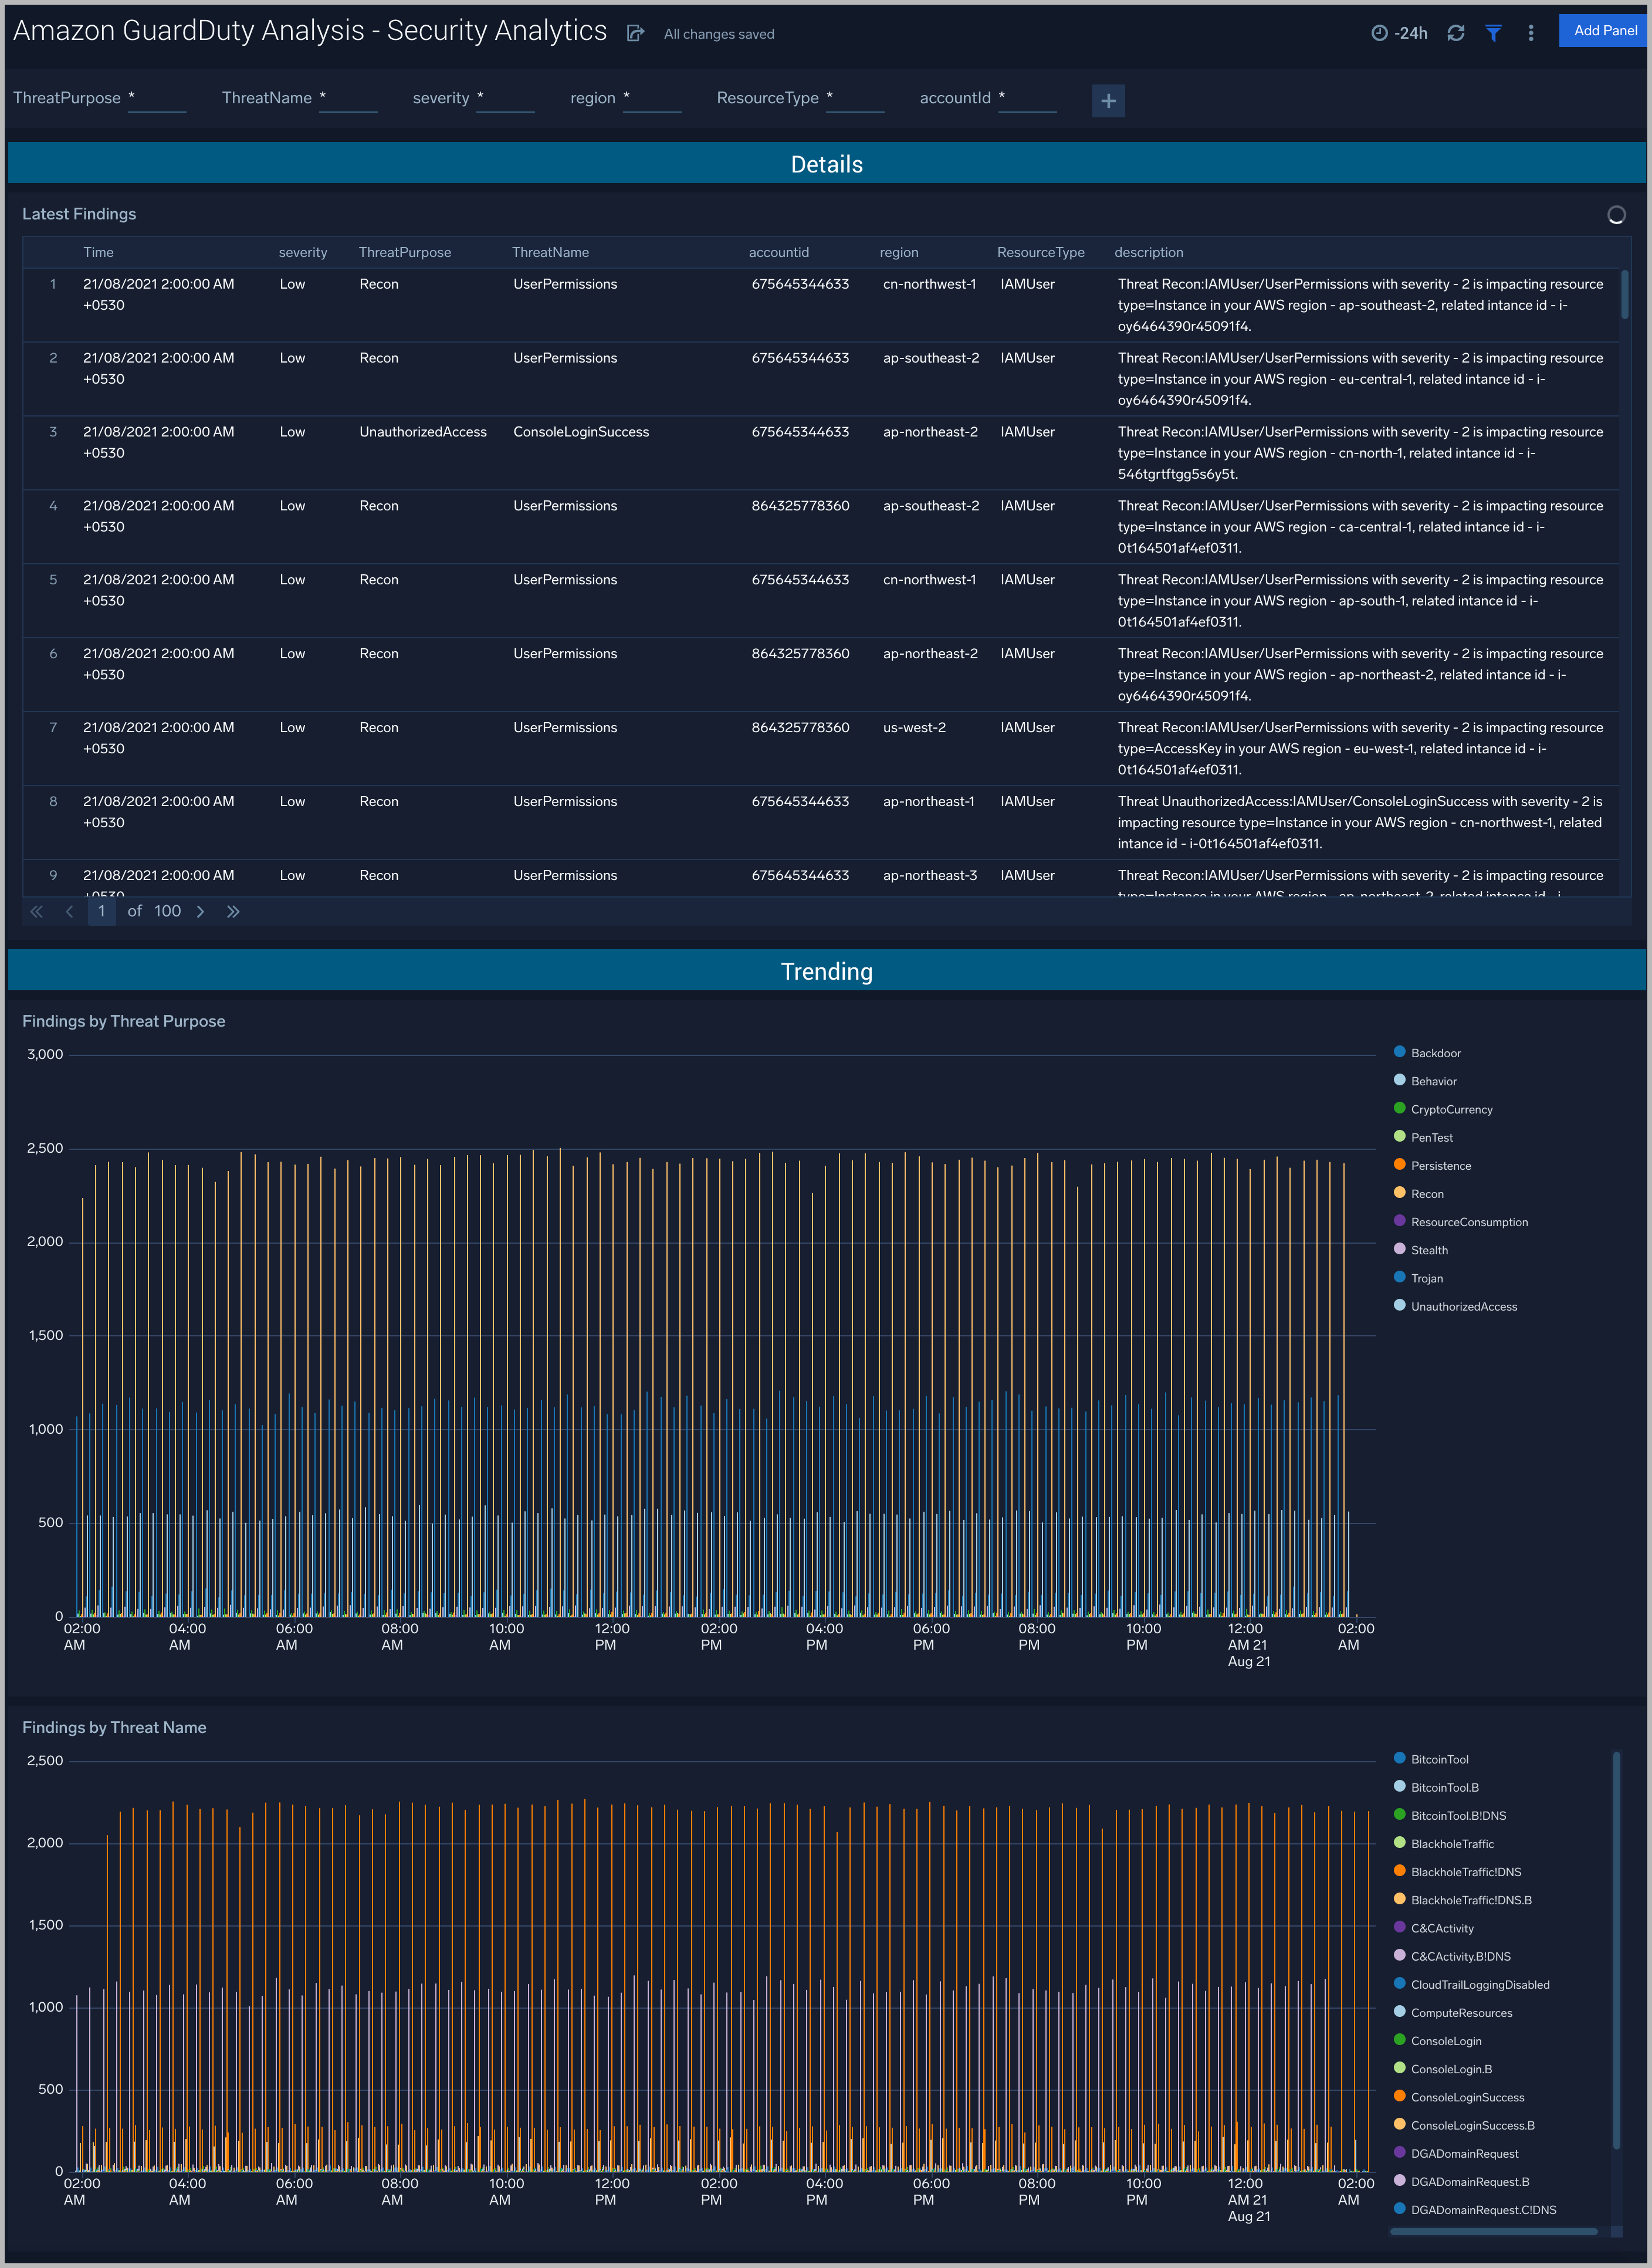 Amazon GuardDuty Analysis - Security Analytics All changes saved -24h Add Panel
ThreatPurpose * ThreatName * severity * region * ResourceType * accountId * +
Details
Latest Findings
Time severity ThreatPurpose ThreatName accountid region ResourceType description
1 21/08/2021 2:00:00 AM Low Recon UserPermissions 675645344633 cn-northwest-1 IAMUser Threat Recon:IAMUser/UserPermissions with severity - 2 is impacting resource
+0530 type=Instance in your AWS region - ap-southeast-2, related intance id - i-
oy6464390r45091f4.
2 21/08/2021 2:00:00 AM Low Recon UserPermissions 675645344633 ap-southeast-2 IAMUser Threat Recon:IAMUser/UserPermissions with severity - 2 is impacting resource
+0530 type=Instance in your AWS region - eu-central-1, related intance id - i-
oy6464390r45091f4.
3 21/08/2021 2:00:00 AM Low UnauthorizedAccess ConsoleLoginSuccess 675645344633 ap-northeast-2 IAMUser Threat Recon:IAMUser/UserPermissions with severity - 2 is impacting resource
+0530 type=Instance in your AWS region - cn-north-1, related intance id - i-
546tgrtftgg5s6y5t.
4 21/08/2021 2:00:00 AM Low Recon UserPermissions 864325778360 ap-southeast-2 IAMUser Threat Recon:IAMUser/UserPermissions with severity - 2 is impacting resource
+0530 type=Instance in your AWS region - ca-central-1, related intance id - i-
0t164501af4ef0311.
5 21/08/2021 2:00:00 AM Low Recon UserPermissions 675645344633 cn-northwest-1 IAMUser Threat Recon:IAMUser/UserPermissions with severity - 2 is impacting resource
+0530 type=Instance in your AWS region - ap-south-1, related intance id - i-
0t164501af4ef0311.
6 21/08/2021 2:00:00 AM Low Recon UserPermissions 864325778360 ap-northeast-2 IAMUser Threat Recon:IAMUser/UserPermissions with severity - 2 is impacting resource
+0530 type=Instance in your AWS region - ap-northeast-2, related intance id - i-
oy6464390r45091f4.
7 21/08/2021 2:00:00 AM Low Recon UserPermissions 864325778360 us-west-2 IAMUser Threat Recon:IAMUser/UserPermissions with severity - 2 is impacting resource
+0530 type=AccessKey in your AWS region - eu-west-1, related intance id - i-
0t164501af4ef0311.
8 21/08/2021 2:00:00 AM Low Recon UserPermissions 675645344633 ap-northeast-1 IAMUser Threat UnauthorizedAccess:IAMUser/ConsoleLoginSuccess with severity - 2 is
+0530 impacting resource type=Instance in your AWS region - cn-northwest-1, related
intance id - i-0t164501af4ef0311.
9 21/08/2021 2:00:00 AM Low Recon UserPermissions 675645344633 ap-northeast-3 IAMUser Threat Recon:IAMUser/UserPermissions with severity - 2 is impacting resource
+0530 type=Instance in your AWS region - ap-northeast-2, related intance id - i-
1 of 100
Trending
Findings by Threat Purpose
3,000
2,500
2,000
1,500
1,000
500
0
02:00 04:00 06:00 08:00 10:00 12:00 02:00 04:00 06:00 08:00 10:00 12:00 02:00
AM AM AM AM AM PM PM PM PM PM PM AM 21 AM
Aug 21
Backdoor
Behavior
CryptoCurrency
PenTest
Persistence
Recon
ResourceConsumption
Stealth
Trojan
UnauthorizedAccess
Findings by Threat Name
2,500
2,000
1,500
1,000
500
0
02:00 04:00 06:00 08:00 10:00 12:00 02:00 04:00 06:00 08:00 10:00 12:00 02:00
AM AM AM AM AM PM PM PM PM PM PM AM 21 AM
Aug 21
BitcoinTool
BitcoinTool.B
BitcoinTool.B!DNS
BlackholeTraffic
BlackholeTraffic!DNS
BlackholeTraffic!DNS.B
C&CActivity
C&CActivity.B!DNS
CloudTrailLoggingDisabled
ComputeResources
ConsoleLogin
ConsoleLogin.B
ConsoleLoginSuccess
ConsoleLoginSuccess.B
DGADomainRequest
DGADomainRequest.B
DGADomainRequest.C!DNS